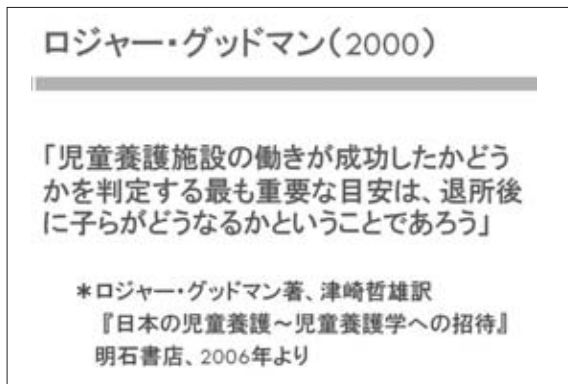 ロジャー・グッドマン（2000）
「児童養護施設の働きが成功したかどう
かを判定する最も重要な目安は、退所後
に子らがどうなるかということであろう」
＊ロジャー・グッドマン著、津崎哲雄訳
『日本の児童養護～児童養護学への招待』
明石書店、2006年より